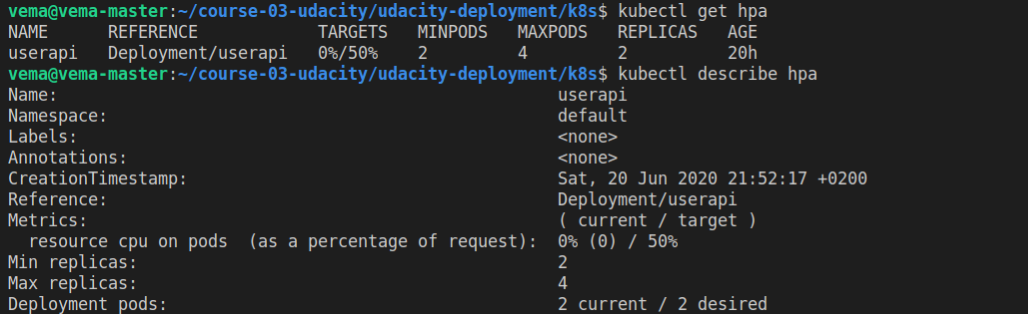 vema@vema-master:~/course-03-udacity/udacity-deployment/k8s$ kubectl get hpa
NAME      REFERENCE            TARGETS   MINPODS   MAXPODS   REPLICAS   AGE
userapi   Deployment/userapi   0%/50%    2         4         2          20h
vema@vema-master:~/course-03-udacity/udacity-deployment/k8s$ kubectl describe hpa
Name:                                                  userapi
Namespace:                                             default
Labels:                                                <none>
Annotations:                                           <none>
CreationTimestamp:                                     Sat, 20 Jun 2020 21:52:17 +0200
Reference:                                             Deployment/userapi
Metrics:                                               ( current / target )
  resource cpu on pods  (as a percentage of request):  0% (0) / 50%
Min replicas:                                          2
Max replicas:                                          4
Deployment pods:                                       2 current / 2 desired